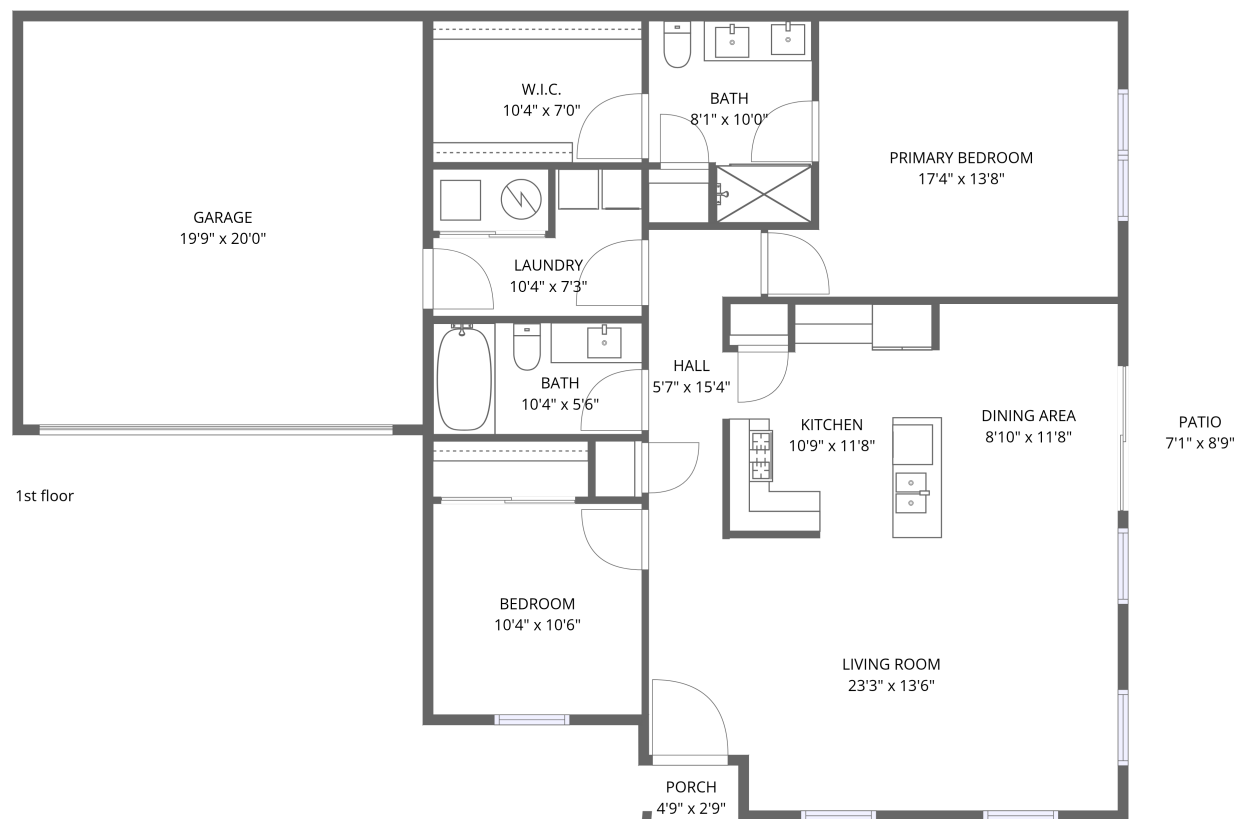 W.I.C.
10'4" x 7'0"
BATH
8'1" x 10'0"
PRIMARY BEDROOM
17'4" x 13'8"
GARAGE
19'9" x 20'0"
LAUNDRY
10'4" x 7'3"
HALL
5'7" x 15'4"
BATH
10'4" x 5'6"
KITCHEN
10'9" x 11'8"
DINING AREA
8'10" x 11'8"
PATIO
7'1" x 8'9"
1st floor
BEDROOM
10'4" x 10'6"
LIVING ROOM
23'3" x 13'6"
PORCH
4'9" x 2'9"